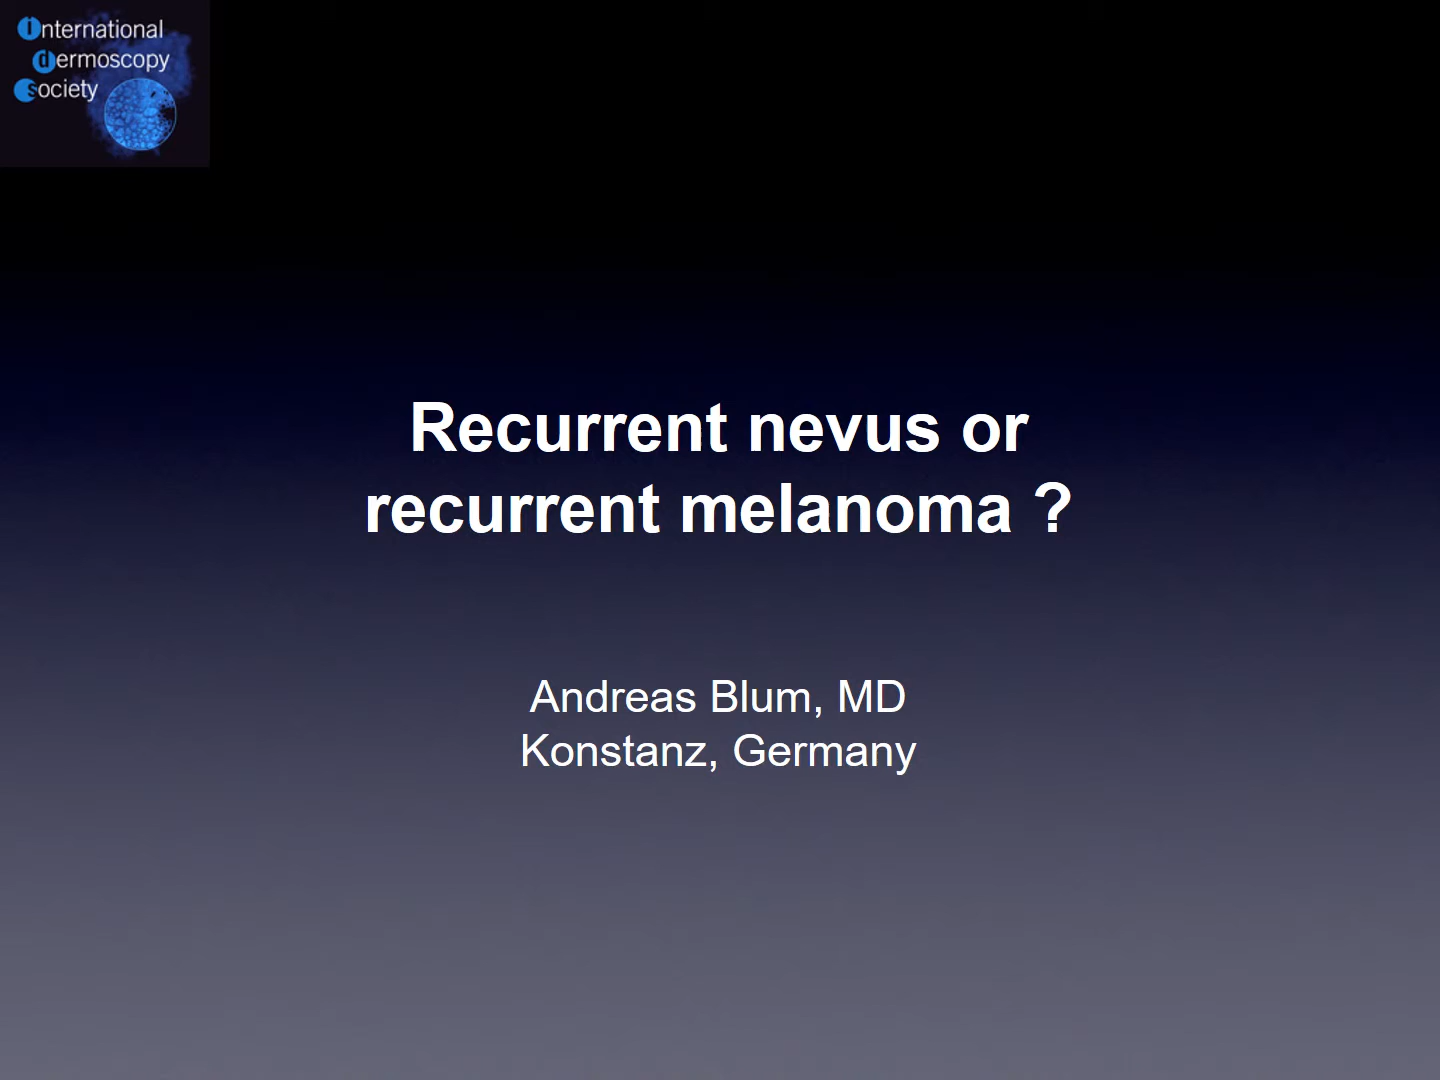 international
dermoscopy
society
Recurrent nevus or
recurrent melanoma ?
Andreas Blum, MD
Konstanz, Germany